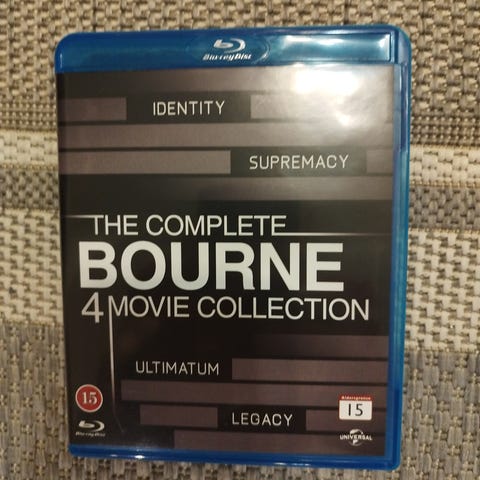 Blu-ray Disc
IDENTITY
SUPREMACY
THE COMPLETE
BOURNE
4 MOVIE COLLECTION
ULTIMATUM
15
Aldersgrense
15
LEGACY
Blu-ray Disc
UNIVERSAL